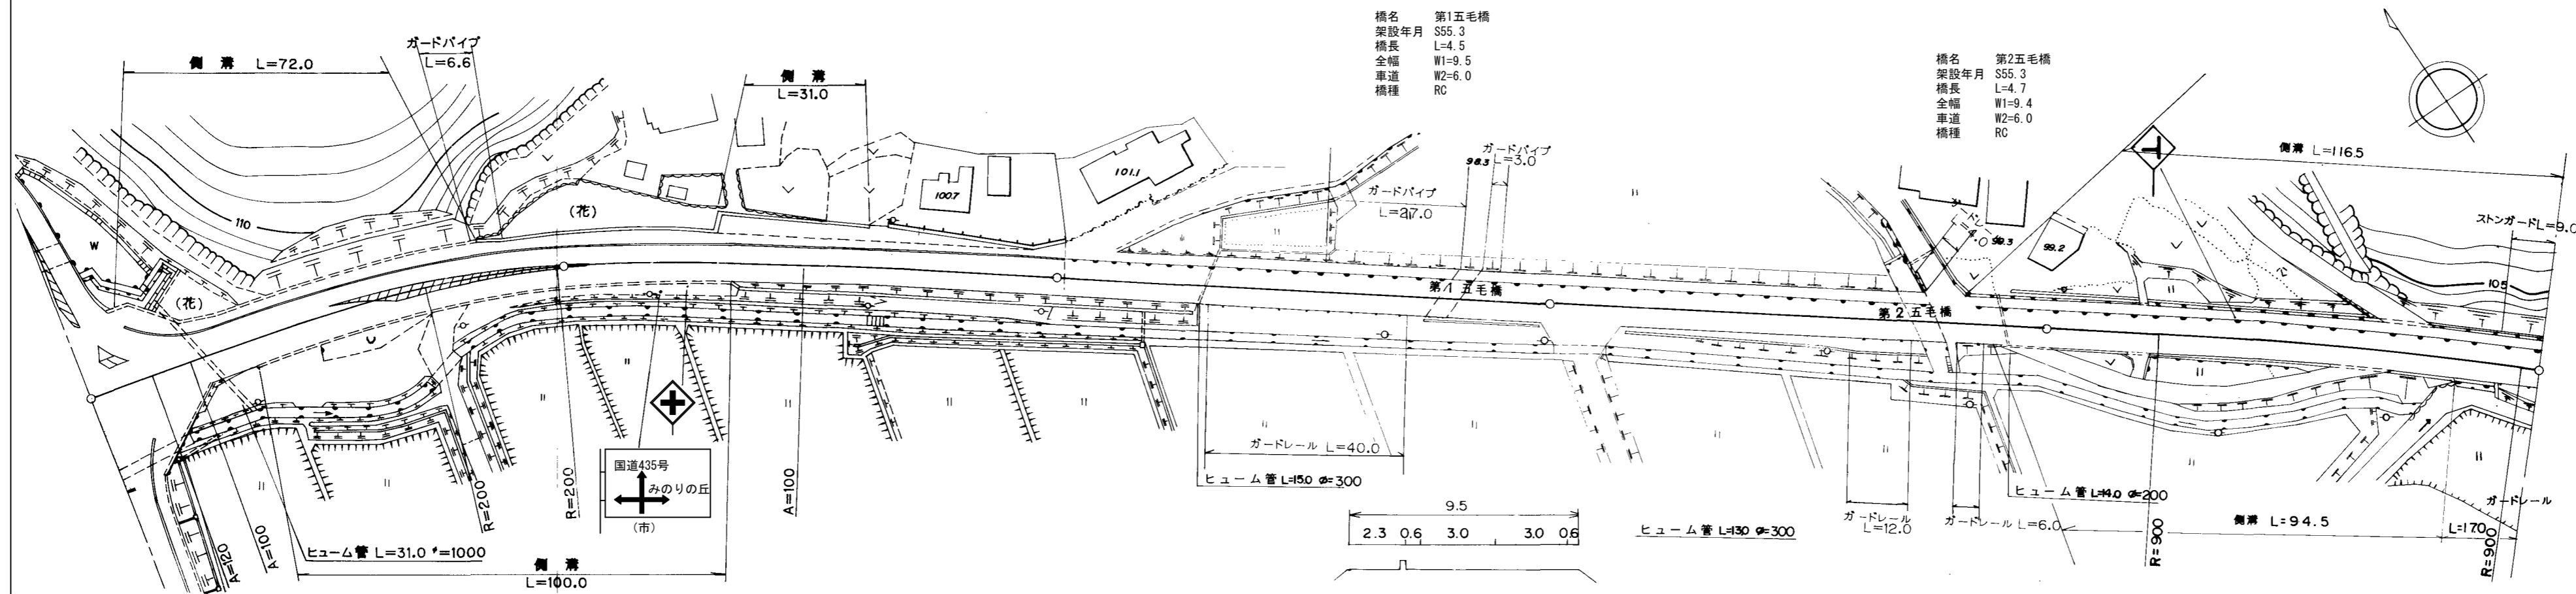 橋名 第1五毛橋
架設年月 S55.3
橋長 L=4.5
全幅 W1=9.5
車道 W2=6.0
橋種 RC
橋名 第2五毛橋
架設年月 S55.3
橋長 L=4.7
全幅 W1=9.4
車道 W2=6.0
橋種 RC
側溝 L=72.0
ガードパイプ
L=6.6
側溝
L=31.0
ガードパイプ
L=3.0
98.3
ガードパイプ
L=27.0
側溝 L=116.5
ストンガードL=9.0
110
W
(花)
(花)
100.7
101.1
99.3
99.2
105
第1五毛橋
第2五毛橋
国道435号
みのりの丘
(市)
A=120
A=100
R=200
R=200
A=100
ヒューム管 L=31.0 φ=1000
側溝
L=100.0
ガードレール L=40.0
ヒューム管 L=15.0 φ=300
9.5
2.3 0.6 3.0 3.0 0.6
ヒューム管 L=13.0 φ=300
ガードレール
L=12.0
ガードレール L=6.0
ヒューム管 L=14.0 φ=200
R=900
側溝 L=94.5
L=17.0
ガードレール
R=900